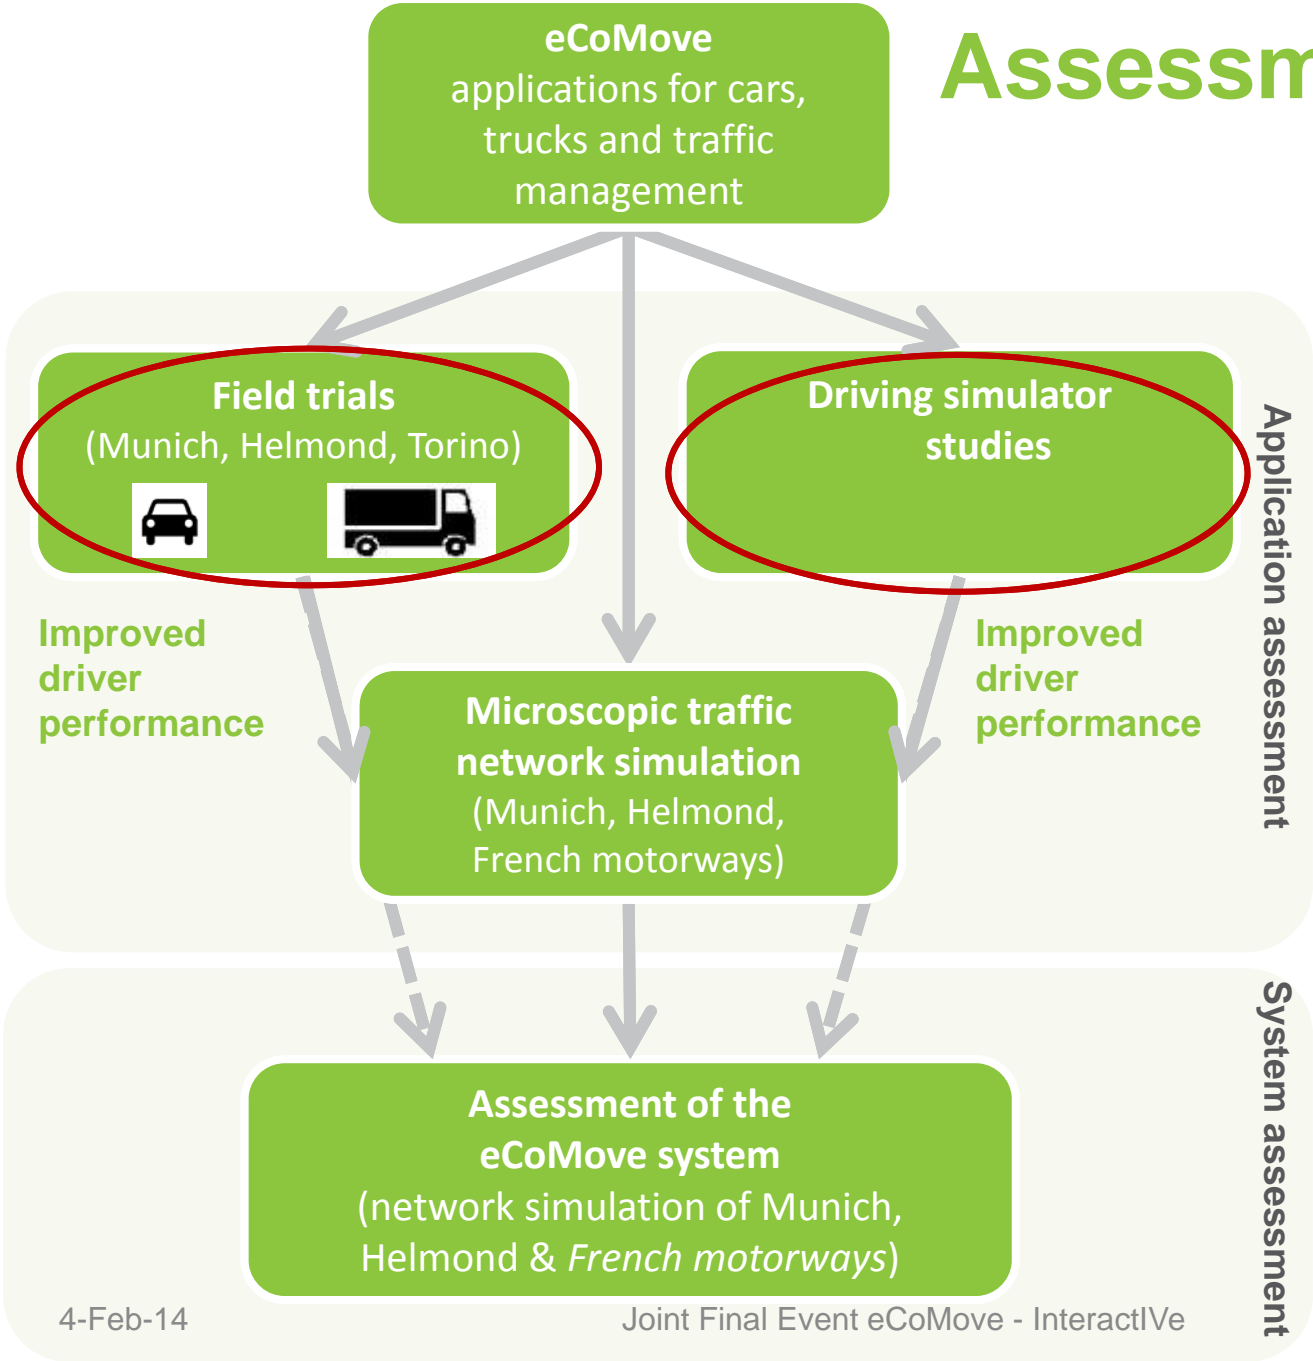 eCoMove
applications for cars,
trucks and traffic
management
Assessm
Field trials
(Munich, Helmond, Torino)
Driving simulator
studies
Application assessment
Improved
driver
performance
Improved
driver
performance
Microscopic traffic
network simulation
(Munich, Helmond,
French motorways)
System assessment
Assessment of the
eCoMove system
(network simulation of Munich,
Helmond & French motorways)
4-Feb-14
Joint Final Event eCoMove - InteractIVe